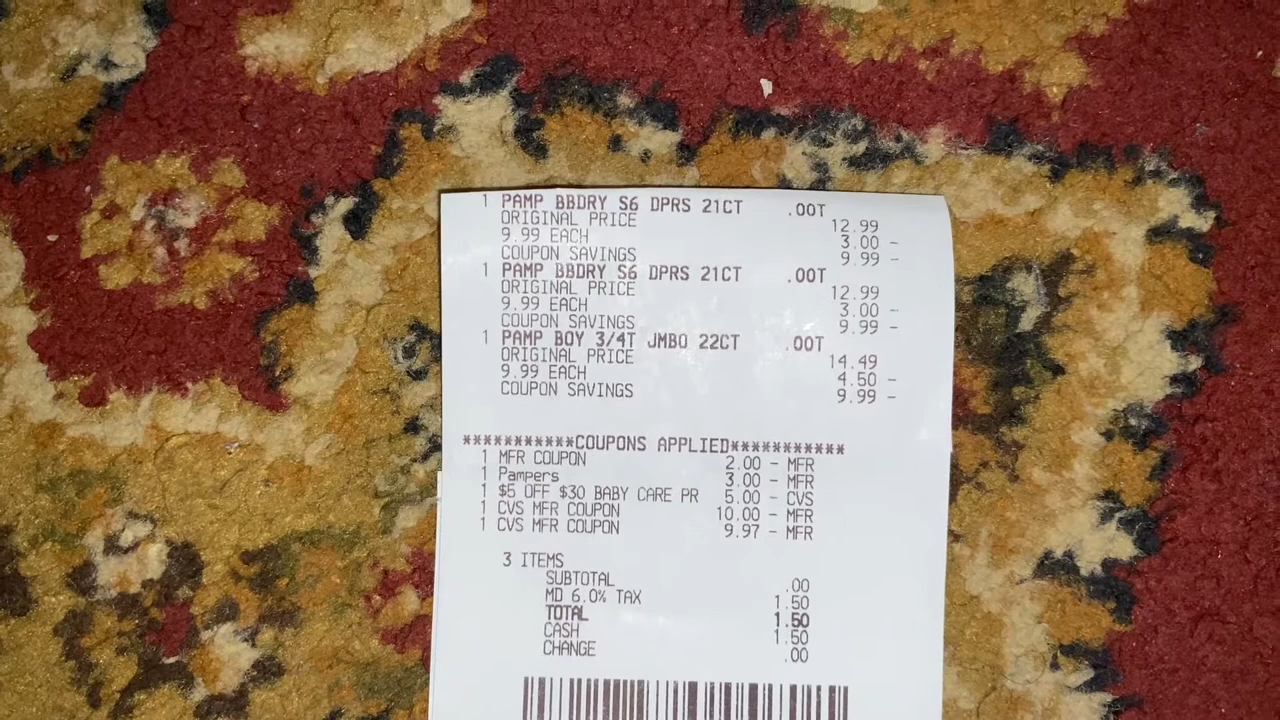 1 PAMP BBDRY S6 DPRS 21CT .00T
ORIGINAL PRICE 12.99
9.99 EACH 3.00 -
COUPON SAVINGS 9.99 -
1 PAMP BBDRY S6 DPRS 21CT .00T
ORIGINAL PRICE 12.99
9.99 EACH 3.00 -
COUPON SAVINGS 9.99 -
1 PAMP BOY 3/4T JMBO 22CT .00T
ORIGINAL PRICE 14.49
9.99 EACH 4.50 -
COUPON SAVINGS 9.99 -
***********COUPONS APPLIED***********
1 MFR COUPON 2.00 - MFR
1 Pampers 3.00 - MFR
1 $5 OFF $30 BABY CARE PR 5.00 - CVS
1 CVS MFR COUPON 10.00 - MFR
1 CVS MFR COUPON 9.97 - MFR
3 ITEMS
SUBTOTAL .00
MD 6.0% TAX 1.50
TOTAL 1.50
CASH 1.50
CHANGE .00